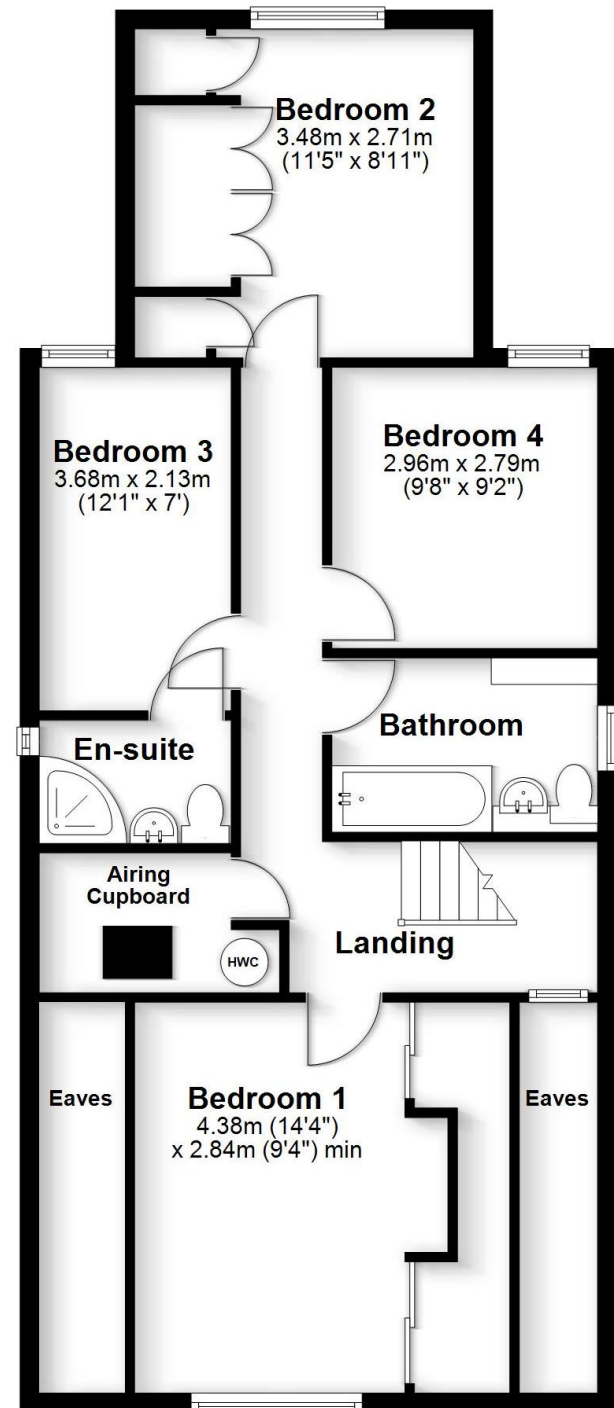 Bedroom 2
3.48m x 2.71m
(11'5" x 8'11")
Bedroom 3
3.68m x 2.13m
(12'1" x 7')
Bedroom 4
2.96m x 2.79m
(9'8" x 9'2")
En-suite
Bathroom
Airing
Cupboard
HWC
Landing
Eaves
Bedroom 1
4.38m (14'4")
x 2.84m (9'4") min
Eaves